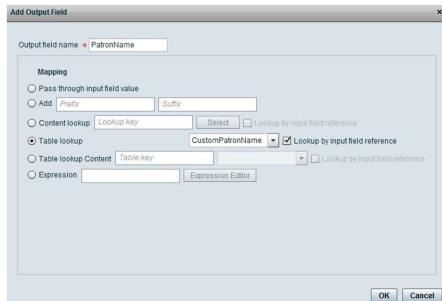 Add Output Field x
Output field name * PatronName
Mapping
Pass through input field value
Add Prefix Suffix
Content lookup Lookup key Select Lookup by input field reference
Table lookup CustomPatronName Lookup by input field reference
Table lookup Content Table key Lookup by input field reference
Expression Expression Editor
OK Cancel